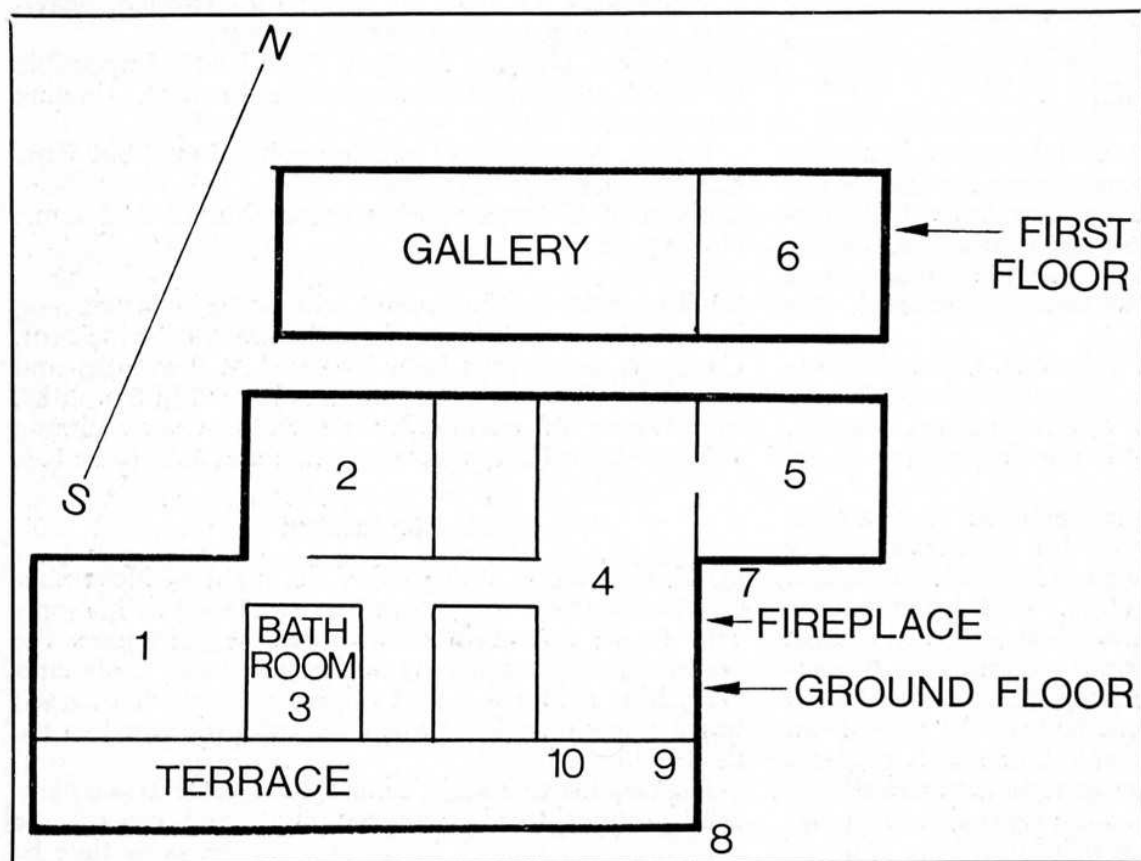 N
GALLERY
6
FIRST
FLOOR
S
2
5
4
7
1
BATH
ROOM
3
FIREPLACE
GROUND FLOOR
TERRACE
10
9
8